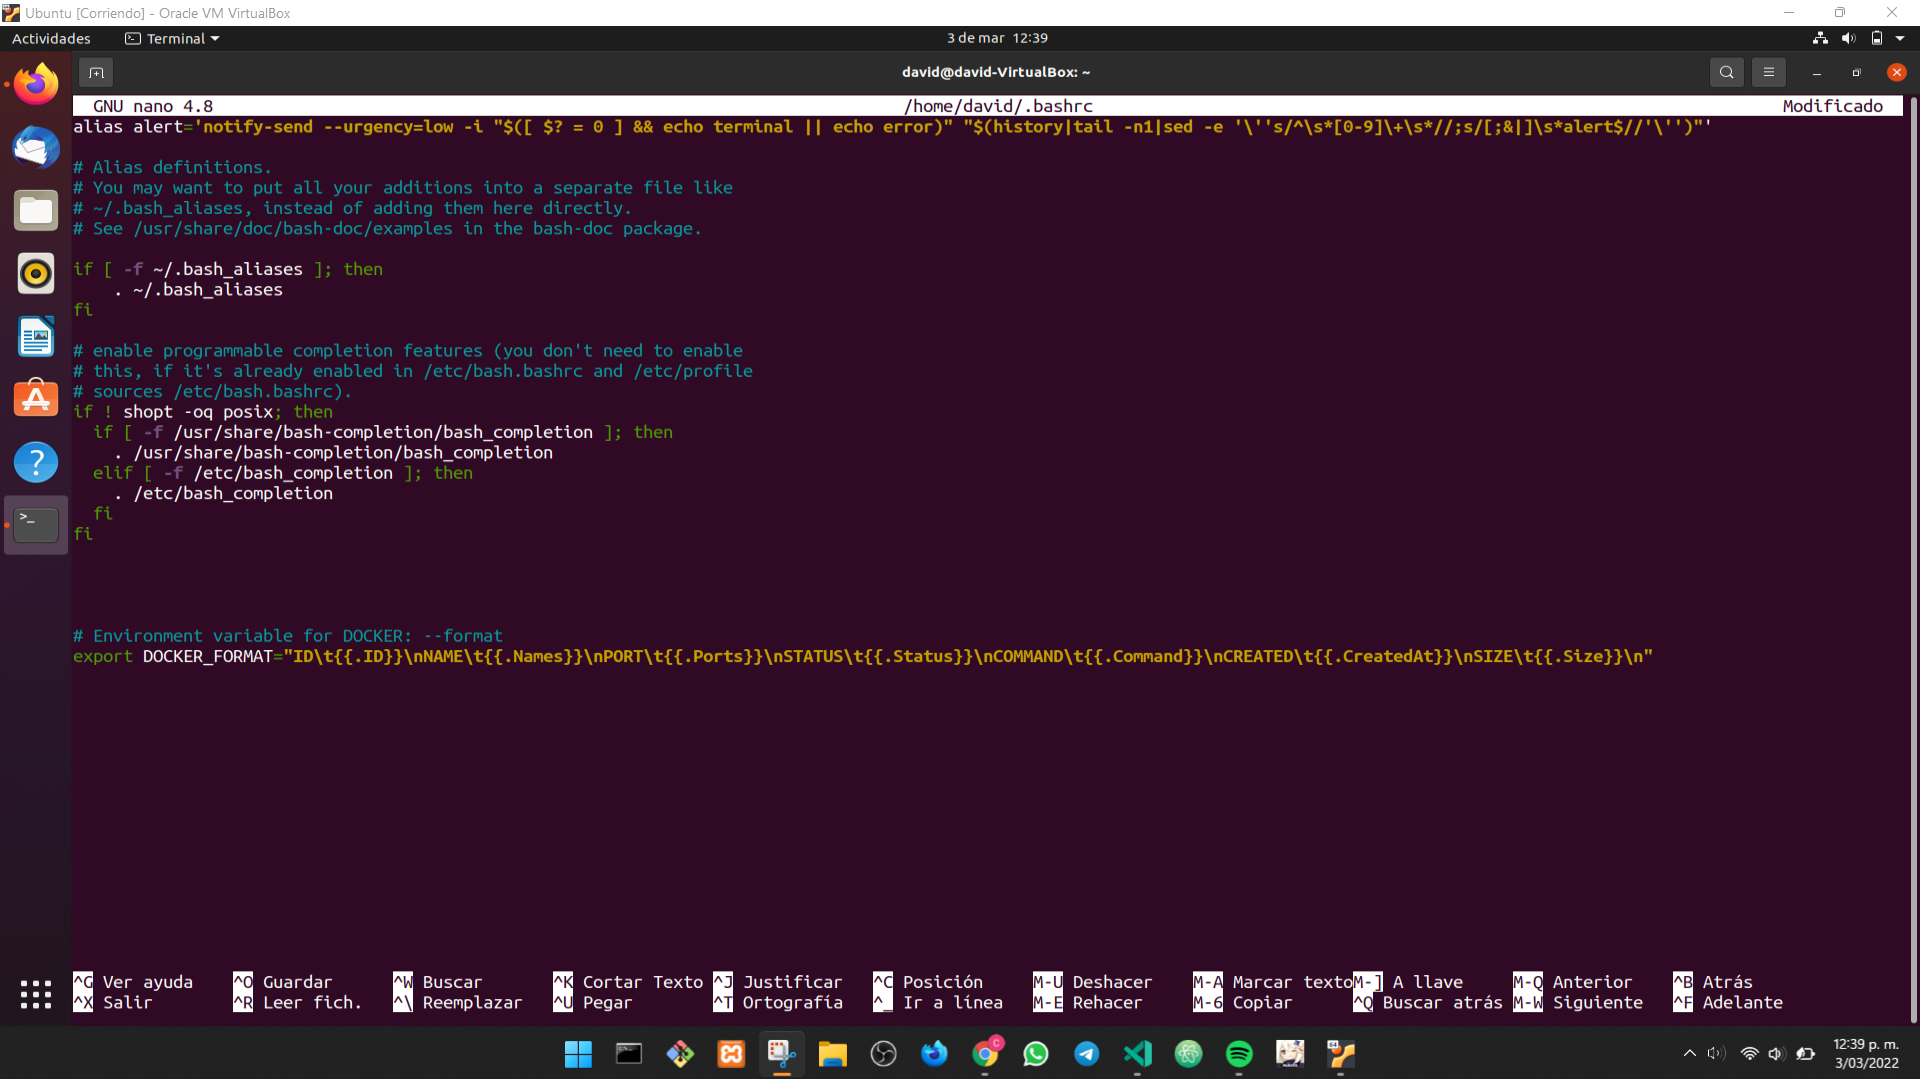 Ubuntu [Corriendo] - Oracle VM VirtualBox
Actividades Terminal 3 de mar 12:39
david@david-VirtualBox: ~
GNU nano 4.8 /home/david/.bashrc Modificado
alias alert='notify-send --urgency=low -i "$([ $? = 0 ] && echo terminal || echo error)" "$(history|tail -n1|sed -e '\''s/^\s*[0-9]\+\s*//;s/[;&|]\s*alert$//'\'')"'
# Alias definitions.
# You may want to put all your additions into a separate file like
# ~/.bash_aliases, instead of adding them here directly.
# See /usr/share/doc/bash-doc/examples in the bash-doc package.
if [ -f ~/.bash_aliases ]; then
    . ~/.bash_aliases
fi
# enable programmable completion features (you don't need to enable
# this, if it's already enabled in /etc/bash.bashrc and /etc/profile
# sources /etc/bash.bashrc).
if ! shopt -oq posix; then
  if [ -f /usr/share/bash-completion/bash_completion ]; then
    . /usr/share/bash-completion/bash_completion
  elif [ -f /etc/bash_completion ]; then
    . /etc/bash_completion
  fi
fi
# Environment variable for DOCKER: --format
export DOCKER_FORMAT="ID\t{{.ID}}\nNAME\t{{.Names}}\nPORT\t{{.Ports}}\nSTATUS\t{{.Status}}\nCOMMAND\t{{.Command}}\nCREATED\t{{.CreatedAt}}\nSIZE\t{{.Size}}\n"
^G Ver ayuda ^O Guardar ^W Buscar ^K Cortar Texto ^J Justificar ^C Posición M-U Deshacer M-A Marcar texto M-] A llave M-Q Anterior ^B Atrás
^X Salir ^R Leer fich. ^\ Reemplazar ^U Pegar ^T Ortografía ^_ Ir a línea M-E Rehacer M-6 Copiar ^Q Buscar atrás M-W Siguiente ^F Adelante
12:39 p. m.
3/03/2022